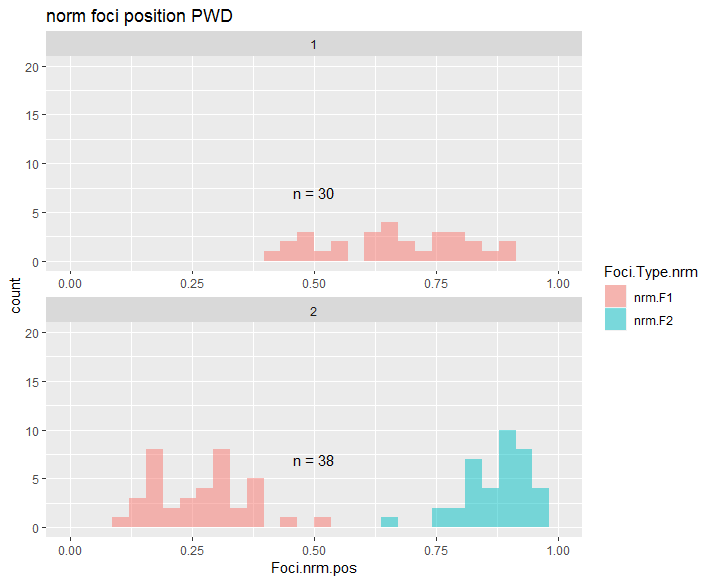 norm foci position PWD
1
20
15
10
5
0
n = 30
0.00 0.25 0.50 0.75 1.00
2
20
15
10
5
0
n = 38
0.00 0.25 0.50 0.75 1.00
count
Foci.nrm.pos
Foci.Type.nrm
nrm.F1
nrm.F2